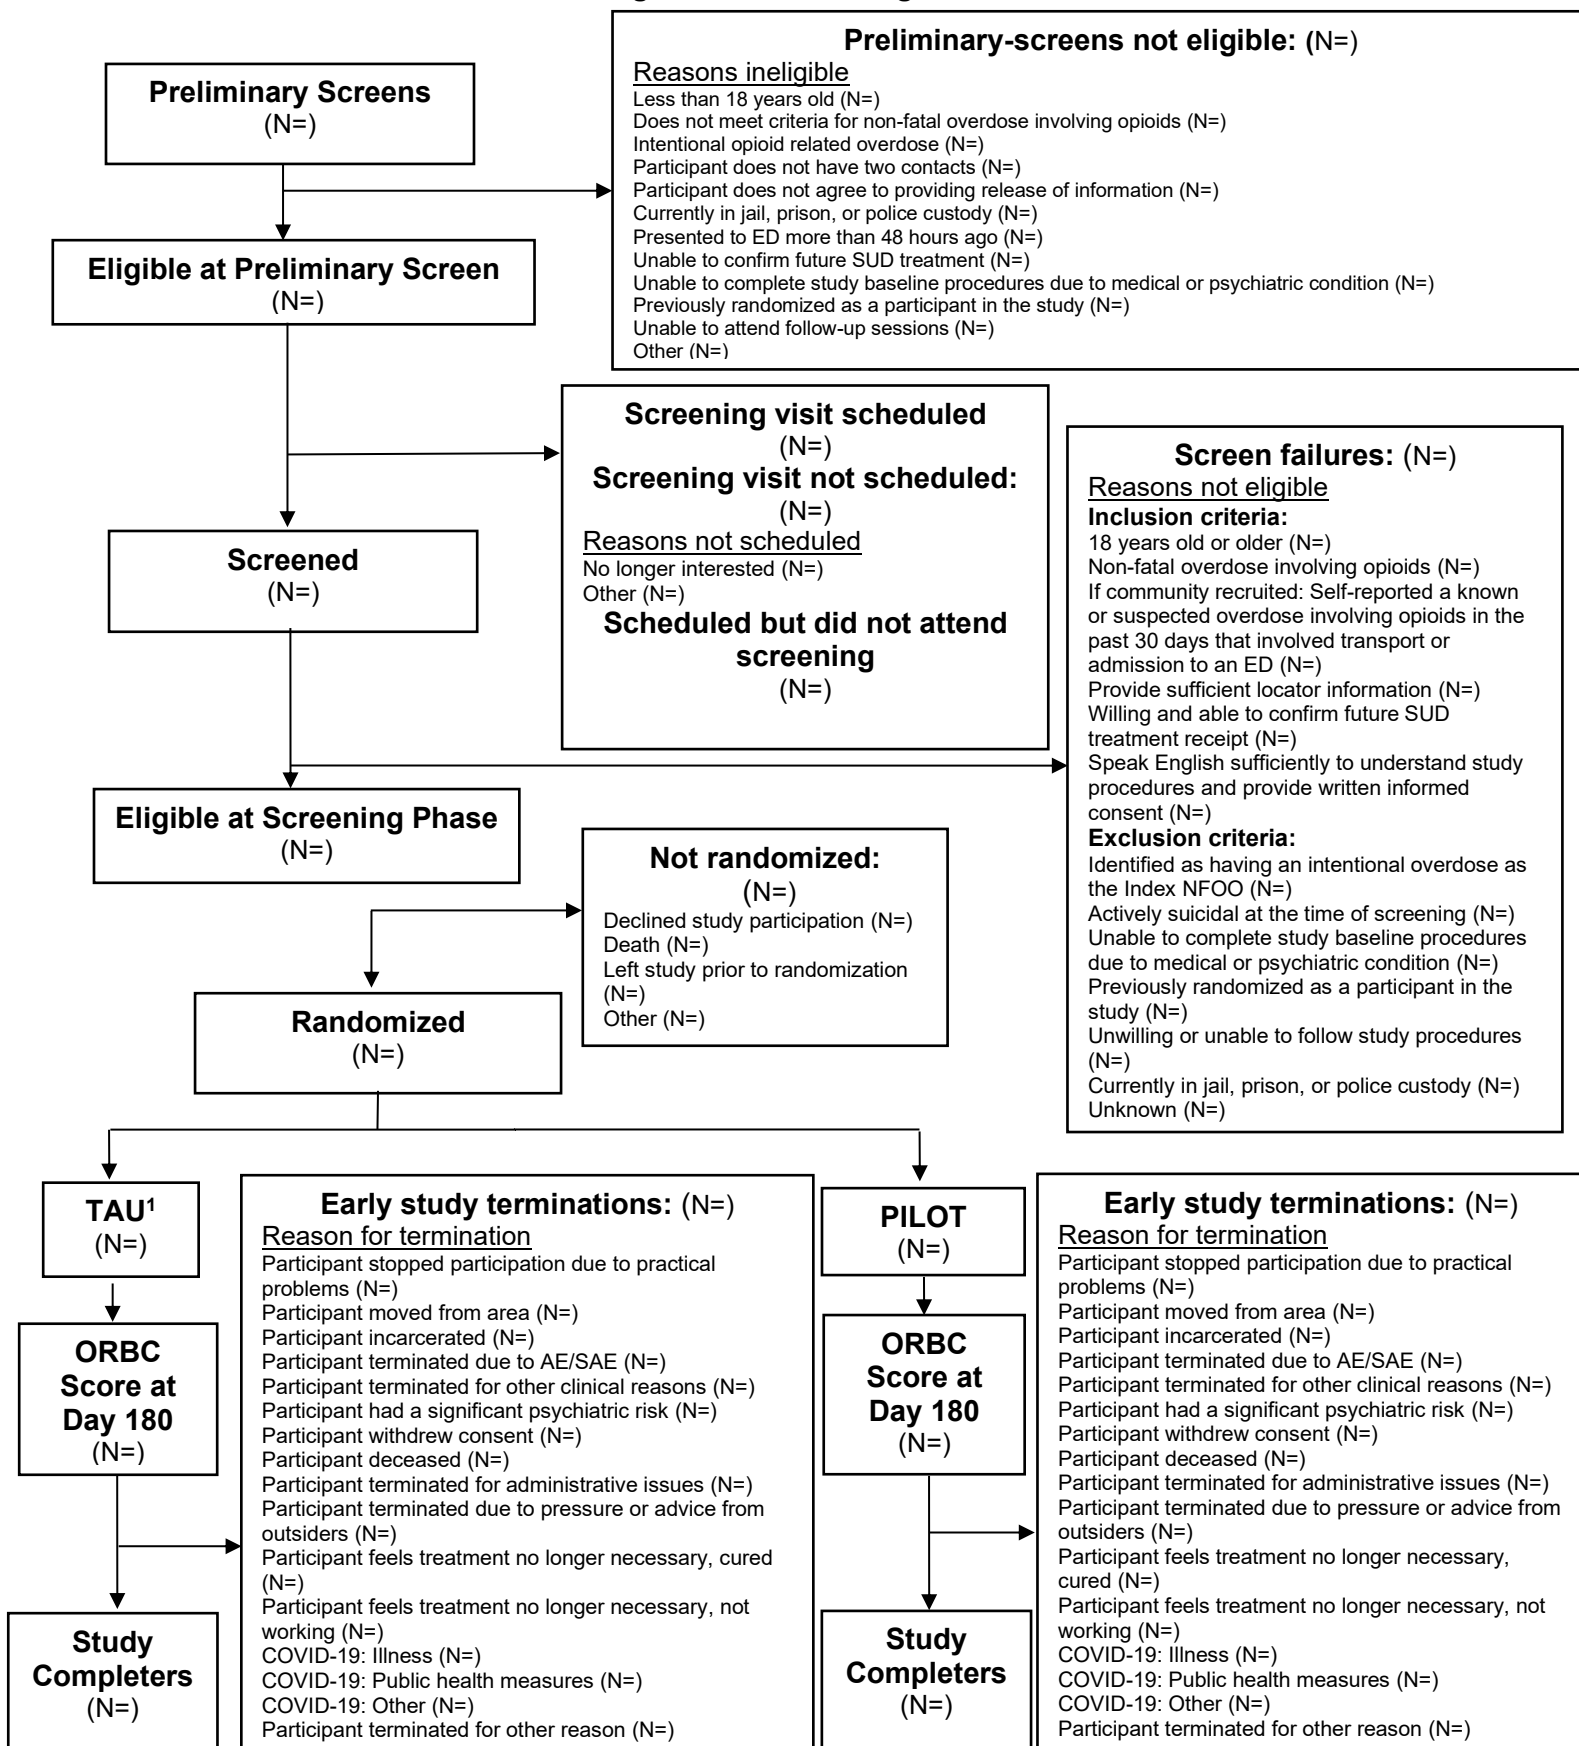 Preliminary Screens
(N=)
Preliminary-screens not eligible: (N=)
Reasons ineligible
Less than 18 years old (N=)
Does not meet criteria for non-fatal overdose involving opioids (N=)
Intentional opioid related overdose (N=)
Participant does not have two contacts (N=)
Participant does not agree to providing release of information (N=)
Currently in jail, prison, or police custody (N=)
Presented to ED more than 48 hours ago (N=)
Unable to confirm future SUD treatment (N=)
Unable to complete study baseline procedures due to medical or psychiatric condition (N=)
Previously randomized as a participant in the study (N=)
Unable to attend follow-up sessions (N=)
Other (N=)
Eligible at Preliminary Screen
(N=)
Screening visit scheduled
(N=)
Screening visit not scheduled:
(N=)
Reasons not scheduled
No longer interested (N=)
Other (N=)
Scheduled but did not attend
screening
(N=)
Screened
(N=)
Screen failures: (N=)
Reasons not eligible
Inclusion criteria:
18 years old or older (N=)
Non-fatal overdose involving opioids (N=)
If community recruited: Self-reported a known
or suspected overdose involving opioids in the
past 30 days that involved transport or
admission to an ED (N=)
Provide sufficient locator information (N=)
Willing and able to confirm future SUD
treatment receipt (N=)
Speak English sufficiently to understand study
procedures and provide written informed
consent (N=)
Exclusion criteria:
Identified as having an intentional overdose as
the Index NFOO (N=)
Actively suicidal at the time of screening (N=)
Unable to complete study baseline procedures
due to medical or psychiatric condition (N=)
Previously randomized as a participant in the
study (N=)
Unwilling or unable to follow study procedures
(N=)
Currently in jail, prison, or police custody (N=)
Unknown (N=)
Eligible at Screening Phase
(N=)
Not randomized:
(N=)
Declined study participation (N=)
Death (N=)
Left study prior to randomization
(N=)
Other (N=)
Randomized
(N=)
TAU¹
(N=)
ORBC
Score at
Day 180
(N=)
Study
Completers
(N=)
Early study terminations: (N=)
Reason for termination
Participant stopped participation due to practical
problems (N=)
Participant moved from area (N=)
Participant incarcerated (N=)
Participant terminated due to AE/SAE (N=)
Participant terminated for other clinical reasons (N=)
Participant had a significant psychiatric risk (N=)
Participant withdrew consent (N=)
Participant deceased (N=)
Participant terminated for administrative issues (N=)
Participant terminated due to pressure or advice from
outsiders (N=)
Participant feels treatment no longer necessary, cured
(N=)
Participant feels treatment no longer necessary, not
working (N=)
COVID-19: Illness (N=)
COVID-19: Public health measures (N=)
COVID-19: Other (N=)
Participant terminated for other reason (N=)
PILOT
(N=)
ORBC
Score at
Day 180
(N=)
Study
Completers
(N=)
Early study terminations: (N=)
Reason for termination
Participant stopped participation due to practical
problems (N=)
Participant moved from area (N=)
Participant incarcerated (N=)
Participant terminated due to AE/SAE (N=)
Participant terminated for other clinical reasons (N=)
Participant had a significant psychiatric risk (N=)
Participant withdrew consent (N=)
Participant deceased (N=)
Participant terminated for administrative issues (N=)
Participant terminated due to pressure or advice from
outsiders (N=)
Participant feels treatment no longer necessary,
cured (N=)
Participant feels treatment no longer necessary, not
working (N=)
COVID-19: Illness (N=)
COVID-19: Public health measures (N=)
COVID-19: Other (N=)
Participant terminated for other reason (N=)